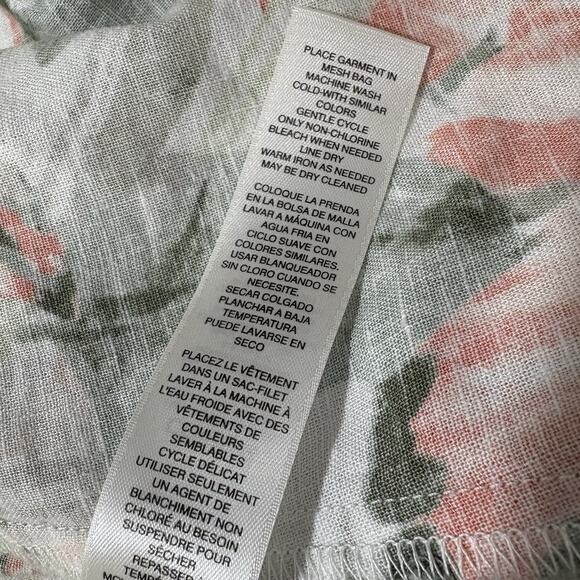 PLACE GARMENT IN
MESH BAG
MACHINE WASH
COLD-WITH SIMILAR
COLORS
GENTLE CYCLE
ONLY NON-CHLORINE
BLEACH WHEN NEEDED
LINE DRY
WARM IRON AS NEEDED
MAY BE DRY CLEANED
COLOQUE LA PRENDA
EN LA BOLSA DE MALLA
LAVAR A MÁQUINA CON
AGUA FRIA EN
CICLO SUAVE CON
COLORES SIMILARES.
USAR BLANQUEADOR
SIN CLORO CUANDO SE
NECESITE.
SECAR COLGADO
PLANCHAR A BAJA
TEMPERATURA
PUEDE LAVARSE EN
SECO
PLACEZ LE VÊTEMENT
DANS UN SAC-FILET
LAVER À LA MACHINE À
L'EAU FROIDE AVEC DES
VÊTEMENTS DE
COULEURS
SEMBLABLES
CYCLE DÉLICAT
UTILISER SEULEMENT
UN AGENT DE
BLANCHIMENT NON
CHLORÉ AU BESOIN
SUSPENDRE POUR
SÉCHER
REPASSER À